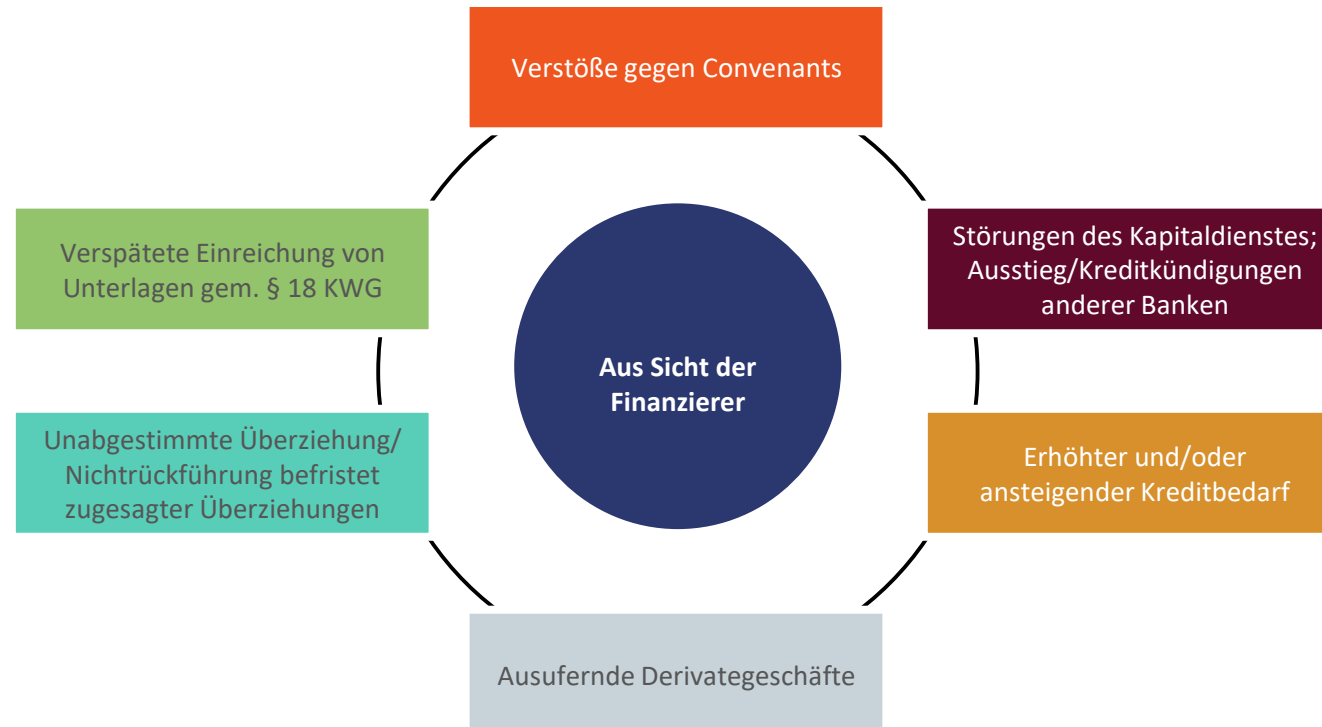 Verstöße gegen Convenants
Verspätete Einreichung von
Unterlagen gem. § 18 KWG
Störungen des Kapitaldienstes;
Ausstieg/Kreditkündigungen
anderer Banken
Aus Sicht der
Finanzierer
Unabgestimmte Überziehung/
Nichtrückführung befristet
zugesagter Überziehungen
Erhöhter und/oder
ansteigender Kreditbedarf
Ausufernde Derivategeschäfte